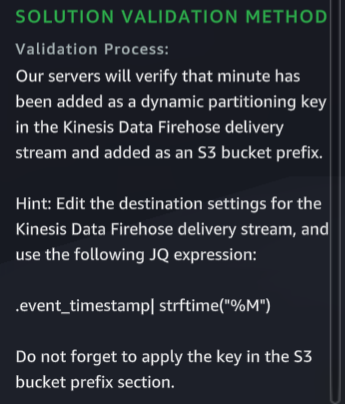 SOLUTION VALIDATION METHOD
Validation Process:
Our servers will verify that minute has
been added as a dynamic partitioning key
in the Kinesis Data Firehose delivery
stream and added as an S3 bucket prefix.
Hint: Edit the destination settings for the
Kinesis Data Firehose delivery stream, and
use the following JQ expression:
.event_timestamp| strftime("%M")
Do not forget to apply the key in the S3
bucket prefix section.